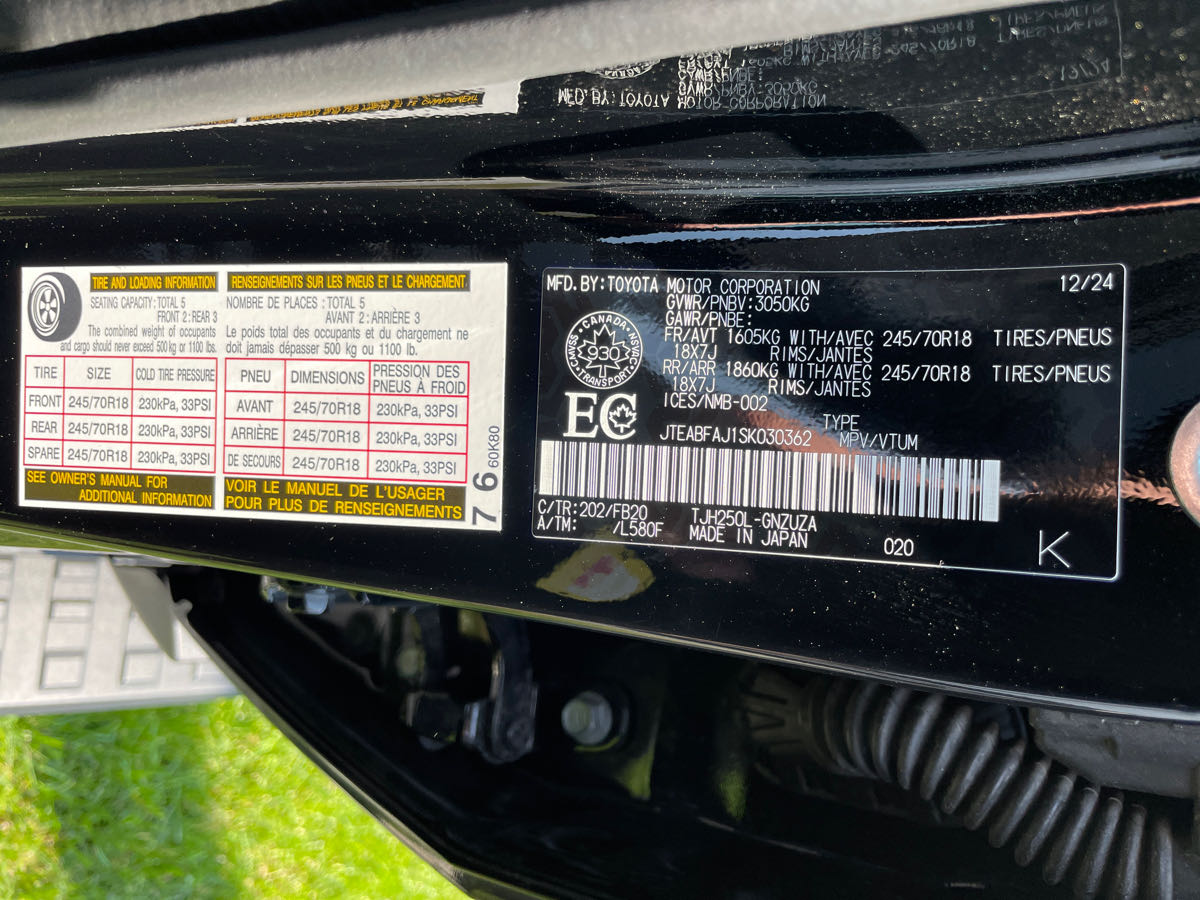 TIRE AND LOADING INFORMATION
SEATING CAPACITY: TOTAL 5
FRONT 2: REAR 3
The combined weight of occupants
and cargo should never exceed 500 kg or 1100 lbs.
TIRE SIZE COLD TIRE PRESSURE
FRONT 245/70R18 230kPa, 33PSI
REAR 245/70R18 230kPa, 33PSI
SPARE 245/70R18 230kPa, 33PSI
SEE OWNER'S MANUAL FOR
ADDITIONAL INFORMATION
RENSEIGNEMENTS SUR LES PNEUS ET LE CHARGEMENT
NOMBRE DE PLACES : TOTAL 5
AVANT 2: ARRIÈRE 3
Le poids total des occupants et du chargement ne
doit jamais dépasser 500 kg ou 1100 lb.
PNEU DIMENSIONS PRESSION DES
PNEUS À FROID
AVANT 245/70R18 230kPa, 33PSI
ARRIÈRE 245/70R18 230kPa, 33PSI
DE SECOURS 245/70R18 230kPa, 33PSI
VOIR LE MANUEL DE L'USAGER
POUR PLUS DE RENSEIGNEMENTS
7 6 60K80
MFD. BY: TOYOTA MOTOR CORPORATION 12/24
GVWR/PNBV: 3050KG
GAWR/PNBE:
FR/AVT 1605KG WITH/AVEC 245/70R18 TIRES/PNEUS
18X7J RIMS/JANTES
RR/ARR 1860KG WITH/AVEC 245/70R18 TIRES/PNEUS
18X7J RIMS/JANTES
ICES/NMB-002
CANADA
CMVSS 930 NSVAC
TRANSPORT
EC
TYPE
JTEABFAJ1SK030362 MPV/VTUM
C/TR: 202/FB20 TJH250L-GNZUZA
A/TM: /L580F MADE IN JAPAN 020 K